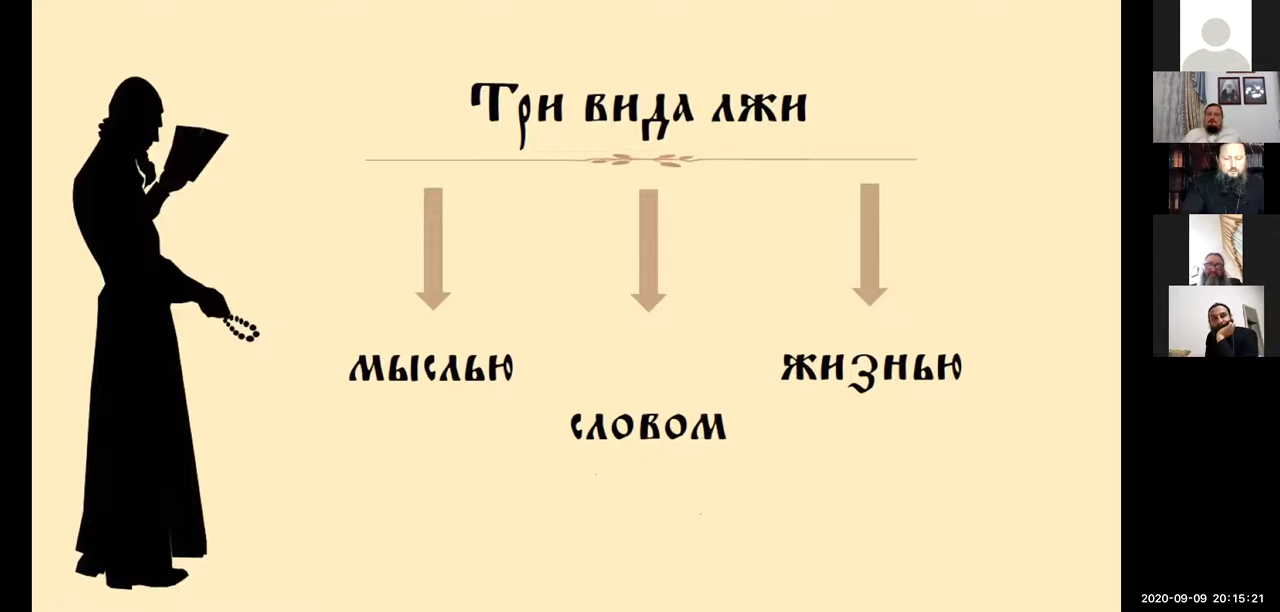 Три вида лжи
мыслью
словом
жизнью
2020-09-09 20:15:21